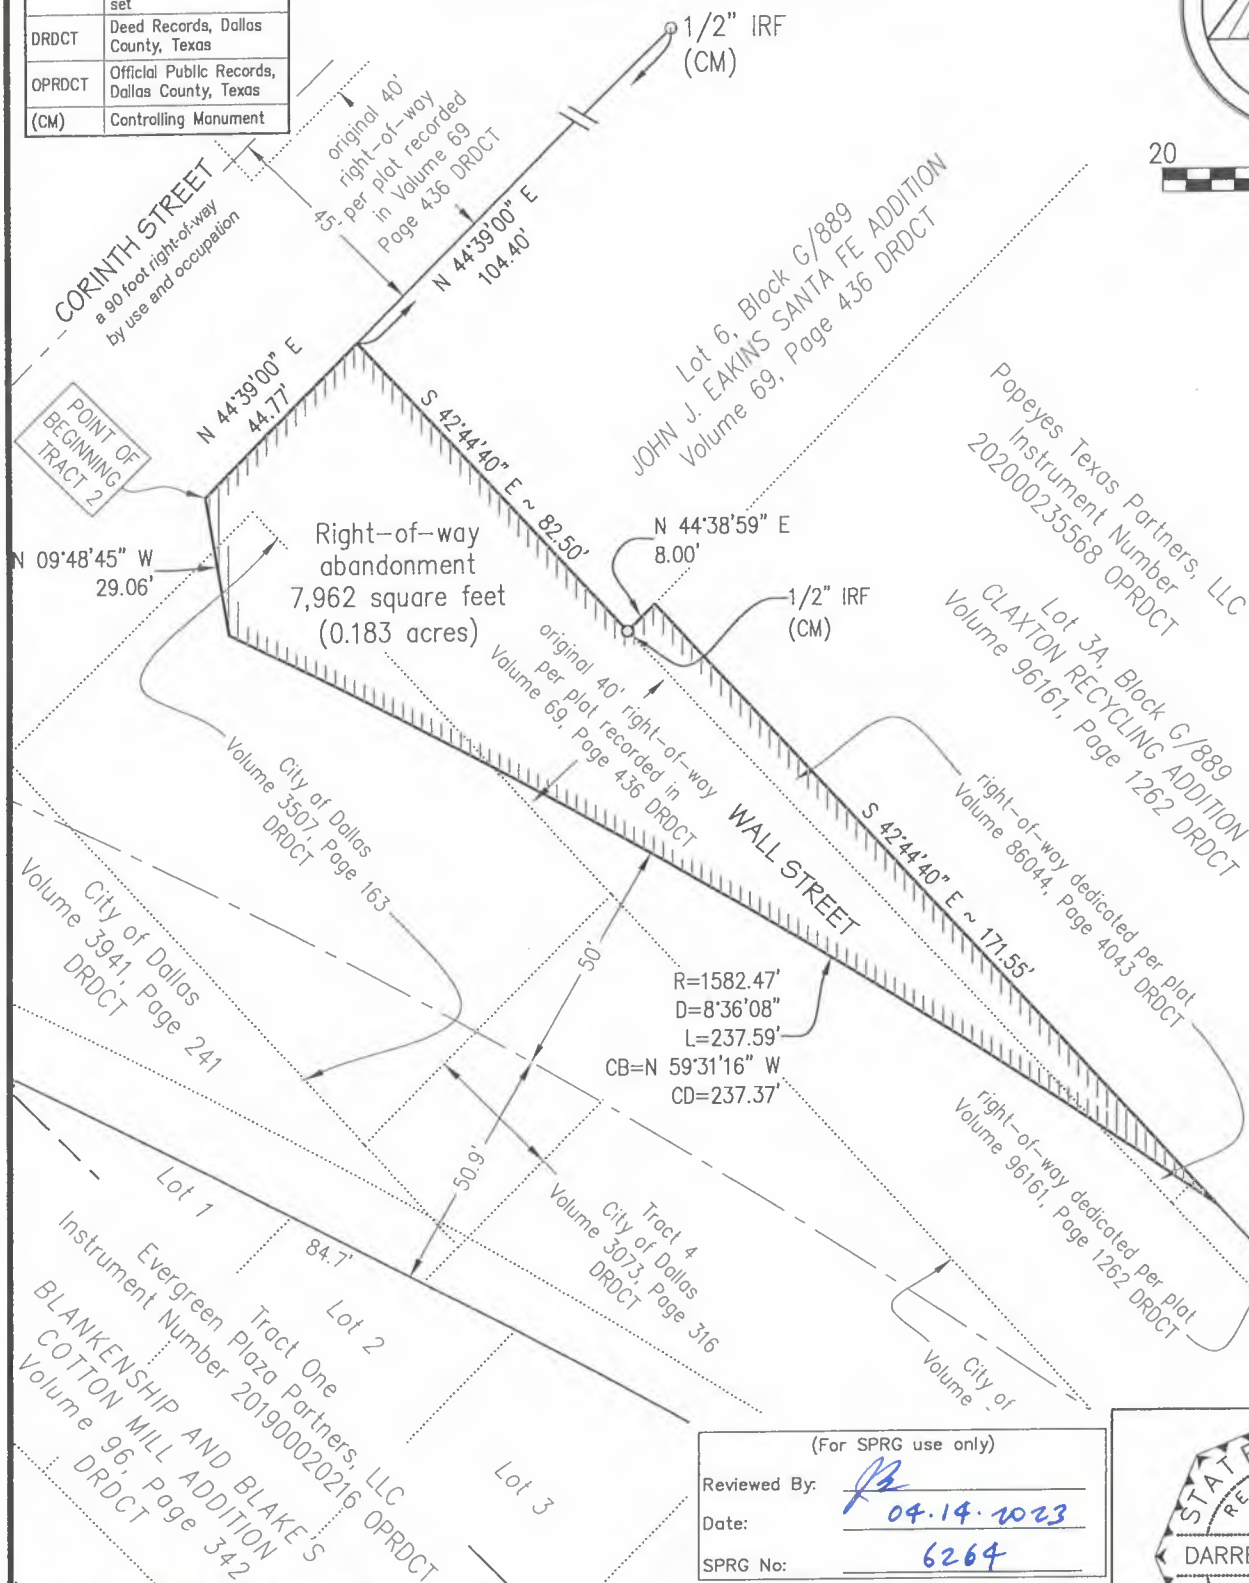 set
DRDCT Deed Records, Dallas
County, Texas
OPRDCT Official Public Records,
Dallas County, Texas
(CM) Controlling Monument
1/2" IRF
(CM)
20
original 40'
right-of-way
per plat recorded
in Volume 69
Page 436 DRDCT
45'
CORINTH STREET
a 90 foot right-of-way
by use and occupation
N 44°39'00" E
104.40'
Lot 6, Block G/889
JOHN J. EAKINS SANTA FE ADDITION
Volume 69, Page 436 DRDCT
N 44°39'00" E
44.77'
POINT OF
BEGINNING
TRACT 2
S 42°44'40" E ~ 82.50'
Popeyes Texas Partners, LLC
Instrument Number
202000235568 OPRDCT
N 09°48'45" W
29.06'
Right-of-way
abandonment
7,962 square feet
(0.183 acres)
N 44°38'59" E
8.00'
1/2" IRF
(CM)
Lot 3A, Block G/889
CLAXTON RECYCLING ADDITION
Volume 96161, Page 1262 DRDCT
original 40' right-of-way
per plat recorded in
Volume 69, Page 436 DRDCT
City of Dallas
Volume 3507, Page 163
DRDCT
WALL STREET
S 42°44'40" E ~ 171.55'
right-of-way dedicated per plat
Volume 86044, Page 4043 DRDCT
City of Dallas
Volume 3941, Page 241
DRDCT
50'
R=1582.47'
D=8°36'08"
L=237.59'
CB=N 59°31'16" W
CD=237.37'
right-of-way dedicated per plat
Volume 96161, Page 1262 DRDCT
50.9'
Lot 1
84.7'
Tract 4
City of Dallas
Volume 3073, Page 316
DRDCT
Lot 2
Tract One
Evergreen Plaza Partners, LLC
Instrument Number 201900020216 OPRDCT
BLANKENSHIP AND BLAKE'S
COTTON MILL ADDITION
Volume 96, Page 342
DRDCT
Lot 3
City of
Volume
(For SPRG use only)
Reviewed By: JB
Date: 04.14.2023
SPRG No: 6264
STATE
RE
DARRE